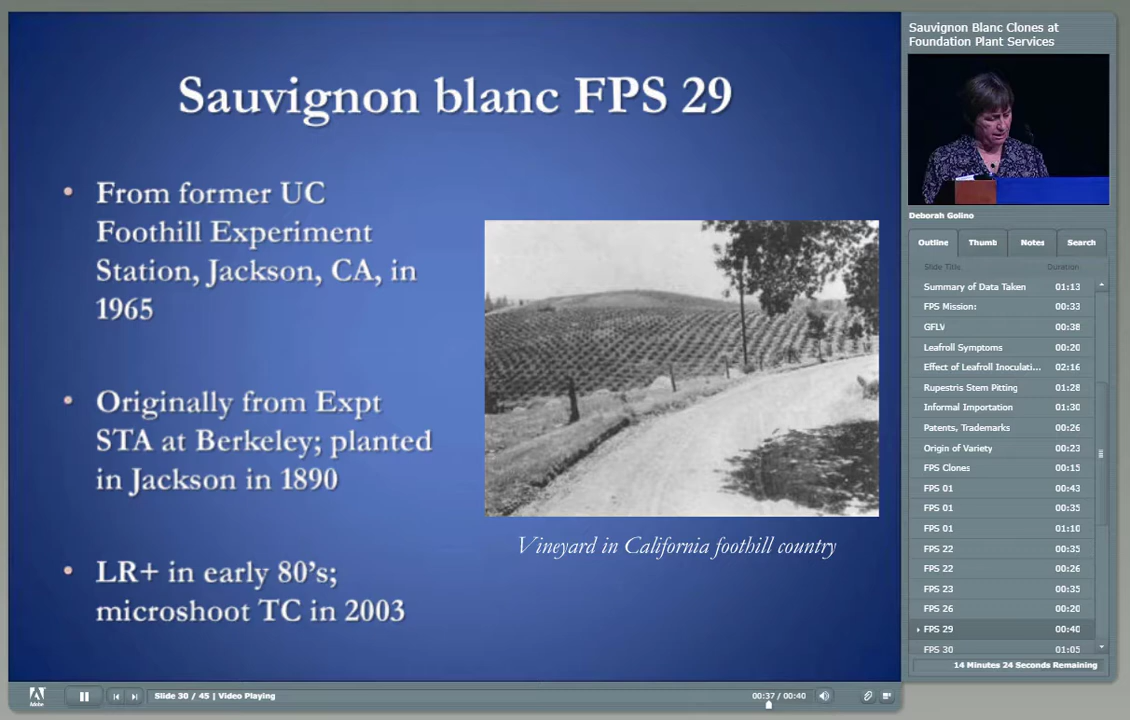 Sauvignon blanc FPS 29
• From former UC
Foothill Experiment
Station, Jackson, CA, in
1965
• Originally from Expt
STA at Berkeley; planted
in Jackson in 1890
• LR+ in early 80's;
microshoot TC in 2003
Vineyard in California foothill country
Sauvignon Blanc Clones at
Foundation Plant Services
Deborah Golino
Outline Thumb Notes Search
Slide Title Duration
Summary of Data Taken 01:13
FPS Mission: 00:33
GFLV 00:38
Leafroll Symptoms 00:20
Effect of Leafroll Inoculati... 02:16
Rupestris Stem Pitting 01:28
Informal Importation 01:30
Patents, Trademarks 00:26
Origin of Variety 00:23
FPS Clones 00:15
FPS 01 00:43
FPS 01 00:35
FPS 01 01:10
FPS 22 00:35
FPS 22 00:26
FPS 23 00:35
FPS 26 00:20
FPS 29 00:40
FPS 30 01:05
14 Minutes 24 Seconds Remaining
Adobe
Slide 30 / 45 | Video Playing
00:37 / 00:40